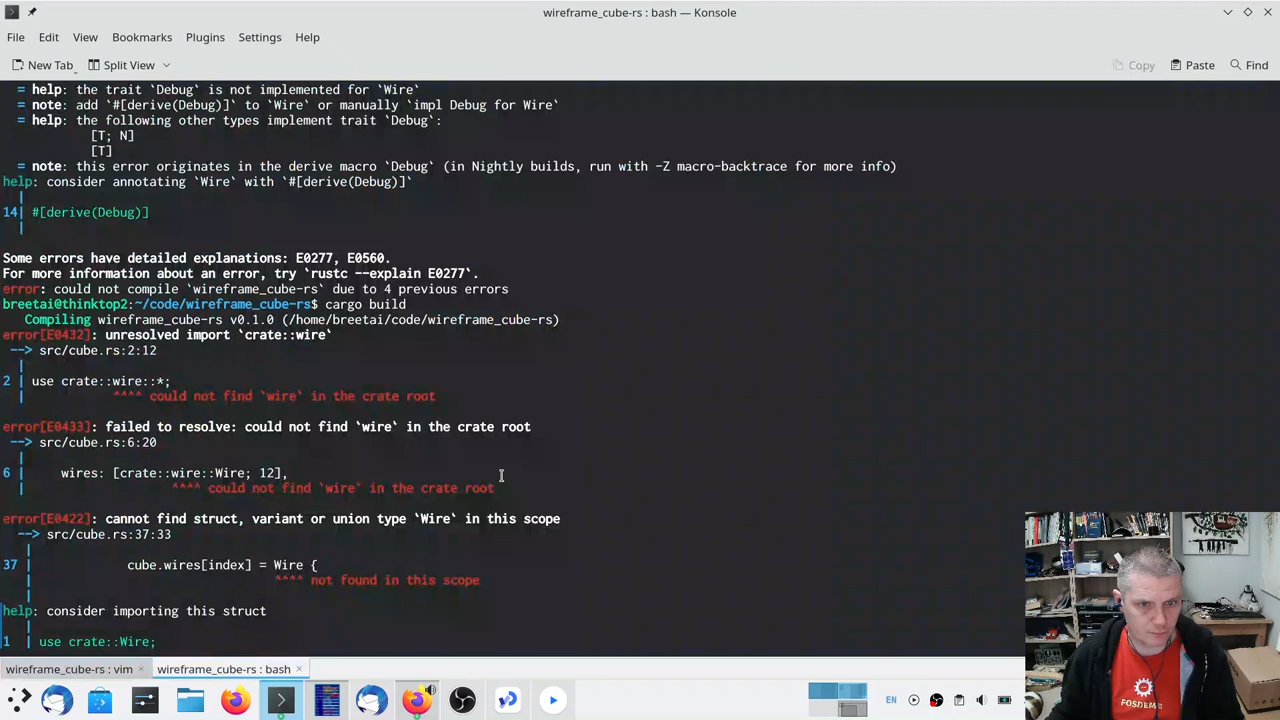 wireframe_cube-rs : bash — Konsole
File Edit View Bookmarks Plugins Settings Help
New Tab Split View Copy Paste Find
= help: the trait `Debug` is not implemented for `Wire`
= note: add `#[derive(Debug)]` to `Wire` or manually `impl Debug for Wire`
= help: the following other types implement trait `Debug`:
[T; N]
[T]
= note: this error originates in the derive macro `Debug` (in Nightly builds, run with -Z macro-backtrace for more info)
help: consider annotating `Wire` with `#[derive(Debug)]`
|
14| #[derive(Debug)]
|
Some errors have detailed explanations: E0277, E0560.
For more information about an error, try `rustc --explain E0277`.
error: could not compile `wireframe_cube-rs` due to 4 previous errors
breetai@thinktop2:~/code/wireframe_cube-rs$ cargo build
Compiling wireframe_cube-rs v0.1.0 (/home/breetai/code/wireframe_cube-rs)
error[E0432]: unresolved import `crate::wire`
--> src/cube.rs:2:12
|
2 | use crate::wire::*;
| ^^^^ could not find `wire` in the crate root
error[E0433]: failed to resolve: could not find `wire` in the crate root
--> src/cube.rs:6:20
|
6 | wires: [crate::wire::Wire; 12],
| ^^^^ could not find `wire` in the crate root
error[E0422]: cannot find struct, variant or union type `Wire` in this scope
--> src/cube.rs:37:33
|
37 | cube.wires[index] = Wire {
| ^^^^ not found in this scope
|
help: consider importing this struct
|
1 | use crate::Wire;
wireframe_cube-rs : vim × wireframe_cube-rs : bash ×
EN
FOSDEM